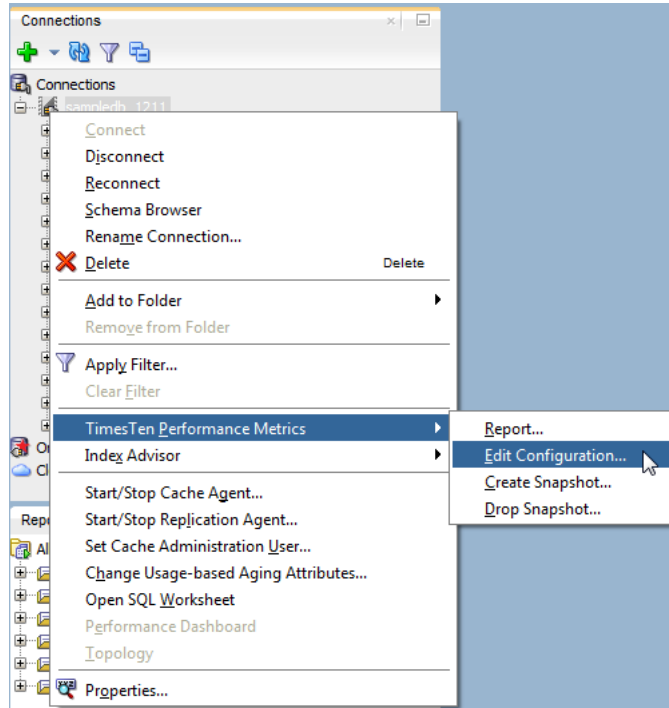 Connections
Connections
sampledb_1211
Connect
Disconnect
Reconnect
Schema Browser
Rename Connection...
Delete Delete
Add to Folder
Remove from Folder
Apply Filter...
Clear Filter
TimesTen Performance Metrics
Index Advisor
Start/Stop Cache Agent...
Start/Stop Replication Agent...
Set Cache Administration User...
Change Usage-based Aging Attributes...
Open SQL Worksheet
Performance Dashboard
Topology
Properties...
Report...
Edit Configuration...
Create Snapshot...
Drop Snapshot...